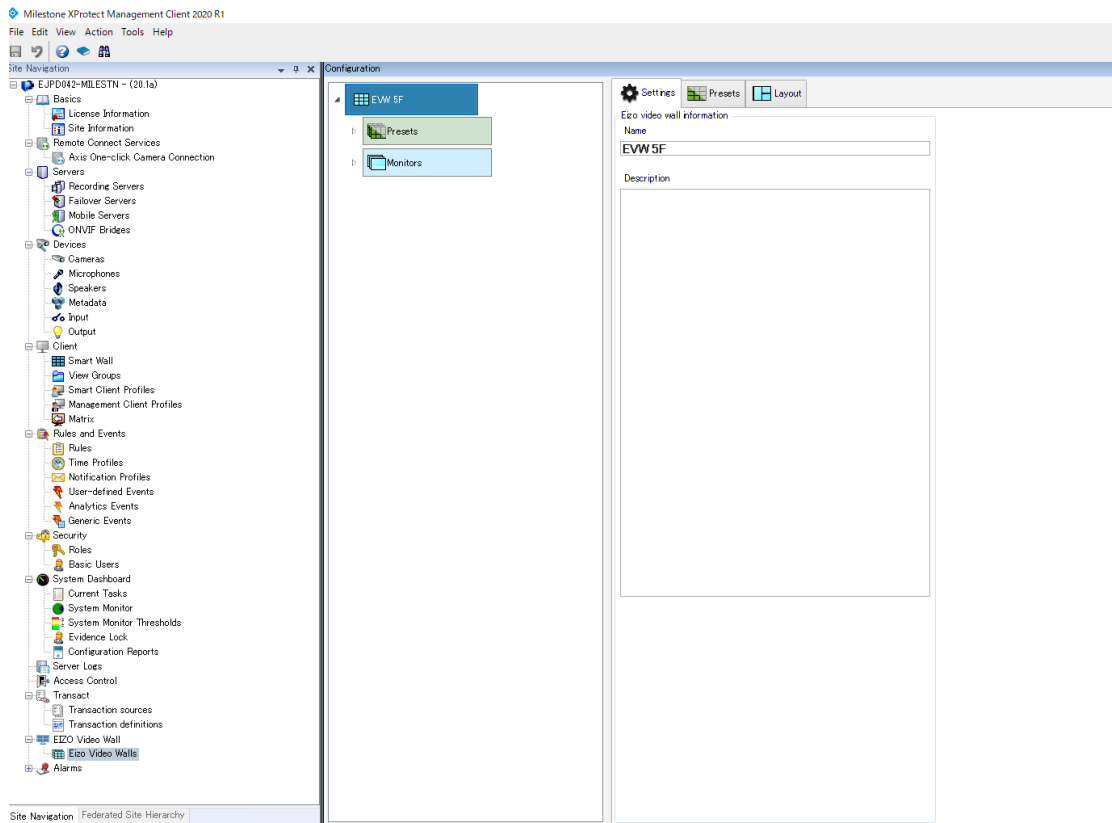 Milestone XProtect Management Client 2020 R1
File Edit View Action Tools Help
Site Navigation
EJPD042-MILESTN - (20.1a)
Basics
License Information
Site Information
Remote Connect Services
Axis One-click Camera Connection
Servers
Recording Servers
Failover Servers
Mobile Servers
ONVIF Bridges
Devices
Cameras
Microphones
Speakers
Metadata
Input
Output
Client
Smart Wall
View Groups
Smart Client Profiles
Management Client Profiles
Matrix
Rules and Events
Rules
Time Profiles
Notification Profiles
User-defined Events
Analytics Events
Generic Events
Security
Roles
Basic Users
System Dashboard
Current Tasks
System Monitor
System Monitor Thresholds
Evidence Lock
Configuration Reports
Server Logs
Access Control
Transact
Transaction sources
Transaction definitions
EIZO Video Wall
Eizo Video Walls
Alarms
Site Navigation Federated Site Hierarchy
Configuration
EVW 5F
Presets
Monitors
Settings Presets Layout
Eizo video wall information
Name
EVW 5F
Description